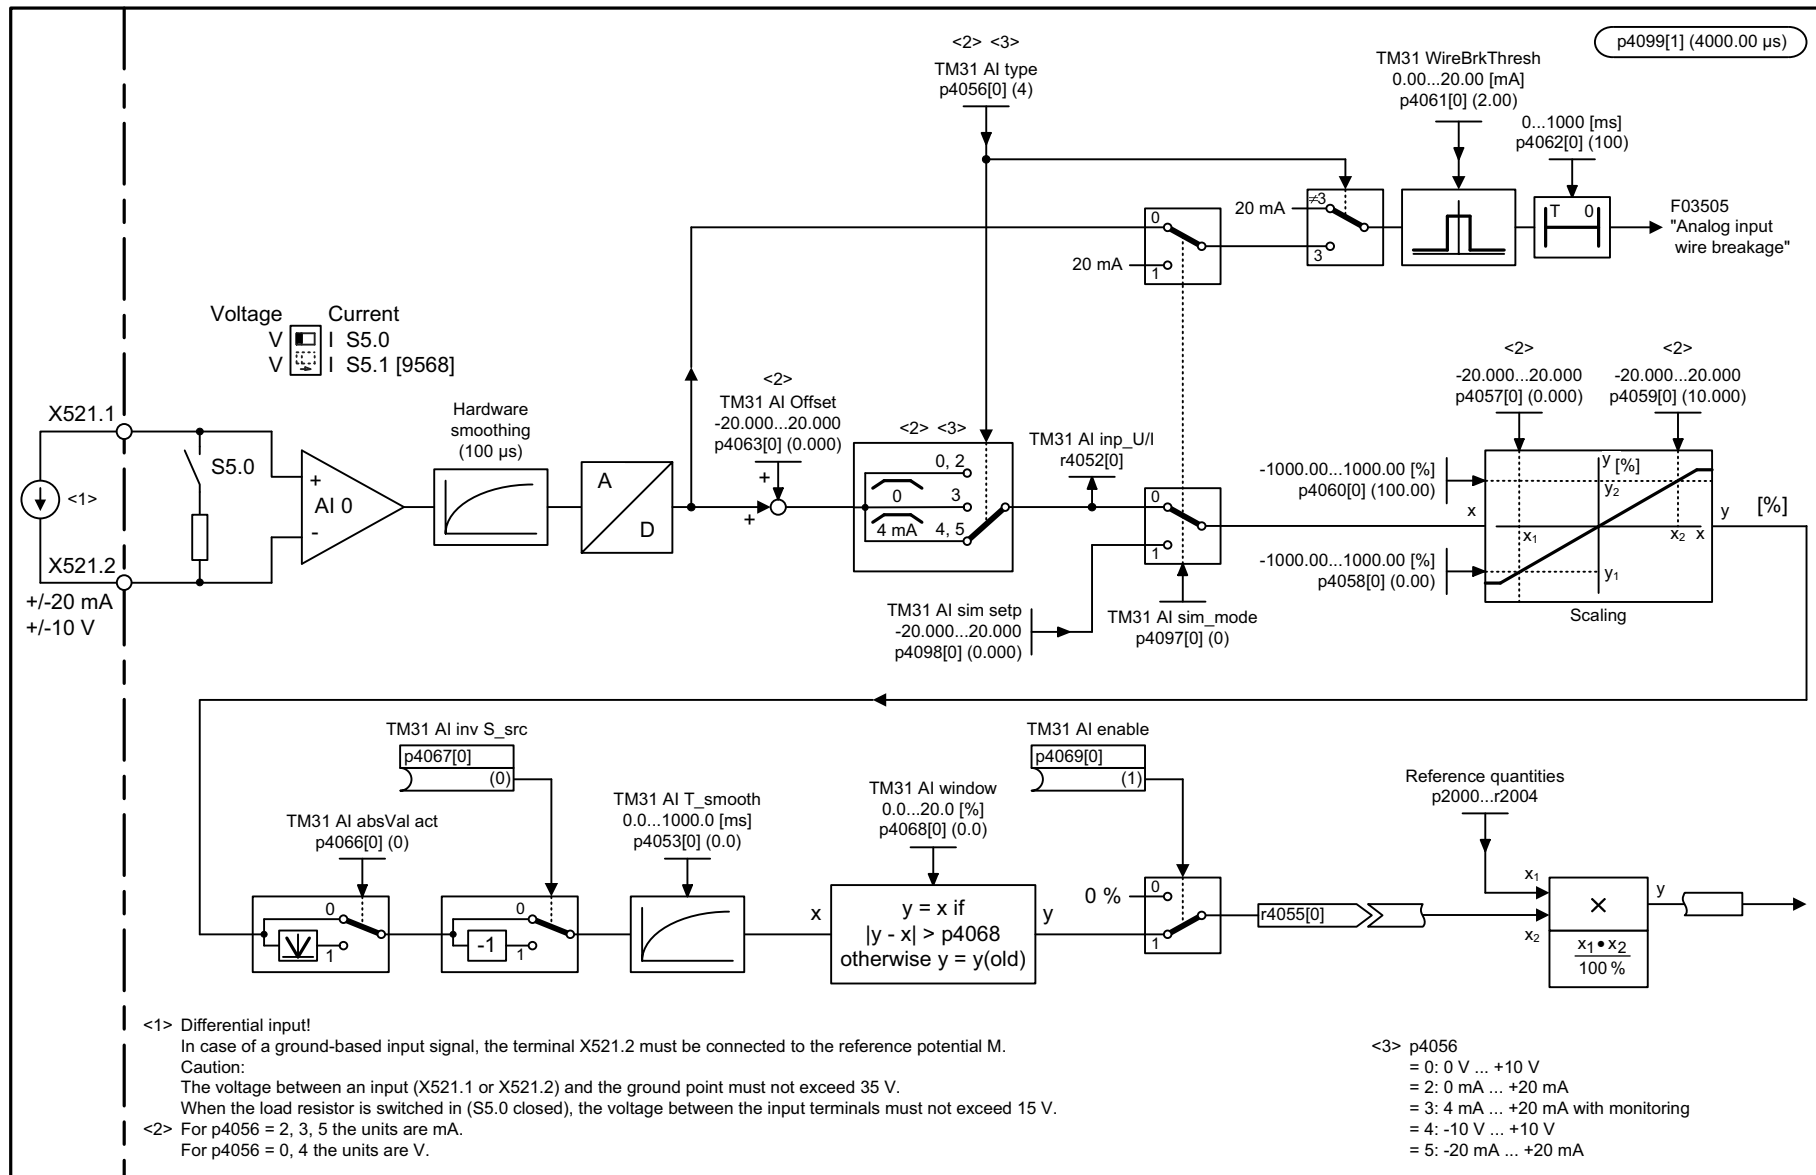 p4099[1] (4000.00 µs)
<2> <3>
TM31 AI type
p4056[0] (4)
TM31 WireBrkThresh
0.00...20.00 [mA]
p4061[0] (2.00)
0...1000 [ms]
p4062[0] (100)
20 mA
≠3
3
0
20 mA
1
T 0
F03505
"Analog input
wire breakage"
Voltage Current
V I S5.0
V I S5.1 [9568]
X521.1
S5.0
<1>
X521.2
+/-20 mA
+/-10 V
+
AI 0
-
Hardware
smoothing
(100 µs)
A
D
<2>
TM31 AI Offset
-20.000...20.000
p4063[0] (0.000)
+
+
<2> <3>
0, 2
0
3
4 mA
4, 5
TM31 AI inp_U/I
r4052[0]
0
1
TM31 AI sim setp
-20.000...20.000
p4098[0] (0.000)
TM31 AI sim_mode
p4097[0] (0)
<2>
-20.000...20.000
p4057[0] (0.000)
<2>
-20.000...20.000
p4059[0] (10.000)
-1000.00...1000.00 [%]
p4060[0] (100.00)
x
-1000.00...1000.00 [%]
p4058[0] (0.00)
y [%]
y₂
x₁
x₂ x
y₁
Scaling
y
[%]
TM31 AI inv S_src
p4067[0]
(0)
TM31 AI absVal act
p4066[0] (0)
0
1
0
-1
1
TM31 AI T_smooth
0.0...1000.0 [ms]
p4053[0] (0.0)
TM31 AI window
0.0...20.0 [%]
p4068[0] (0.0)
x
y = x if
|y - x| > p4068
otherwise y = y(old)
y
TM31 AI enable
p4069[0]
(1)
0 %
0
1
r4055[0]
Reference quantities
p2000...r2004
x₁
x₂
×
x₁ • x₂
100 %
y
<1> Differential input!
In case of a ground-based input signal, the terminal X521.2 must be connected to the reference potential M.
Caution:
The voltage between an input (X521.1 or X521.2) and the ground point must not exceed 35 V.
When the load resistor is switched in (S5.0 closed), the voltage between the input terminals must not exceed 15 V.
<2> For p4056 = 2, 3, 5 the units are mA.
For p4056 = 0, 4 the units are V.
<3> p4056
= 0: 0 V ... +10 V
= 2: 0 mA ... +20 mA
= 3: 4 mA ... +20 mA with monitoring
= 4: -10 V ... +10 V
= 5: -20 mA ... +20 mA